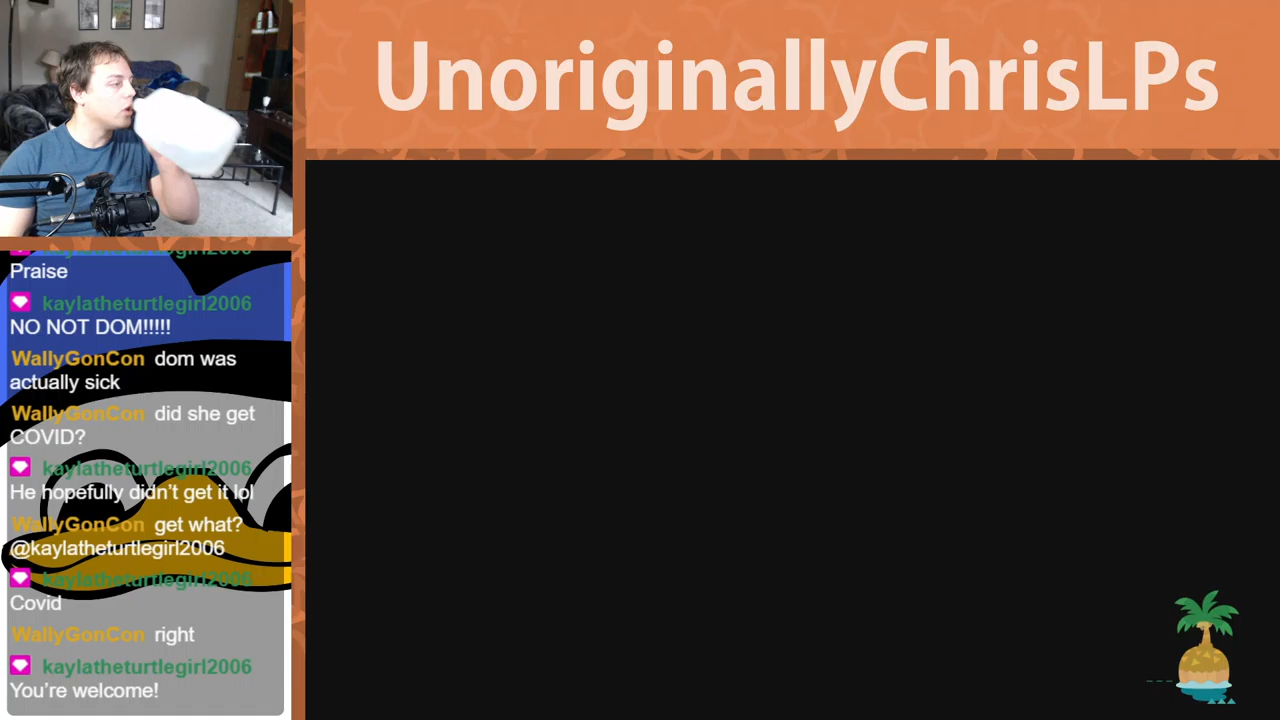 UnoriginallyChrisLPs
kaylatheturtlegirl2006
Praise
kaylatheturtlegirl2006
NO NOT DOM!!!!!
WallyGonCon dom was
actually sick
WallyGonCon did she get
COVID?
kaylatheturtlegirl2006
He hopefully didn't get it lol
WallyGonCon get what?
@kaylatheturtlegirl2006
kaylatheturtlegirl2006
Covid
WallyGonCon right
kaylatheturtlegirl2006
You're welcome!